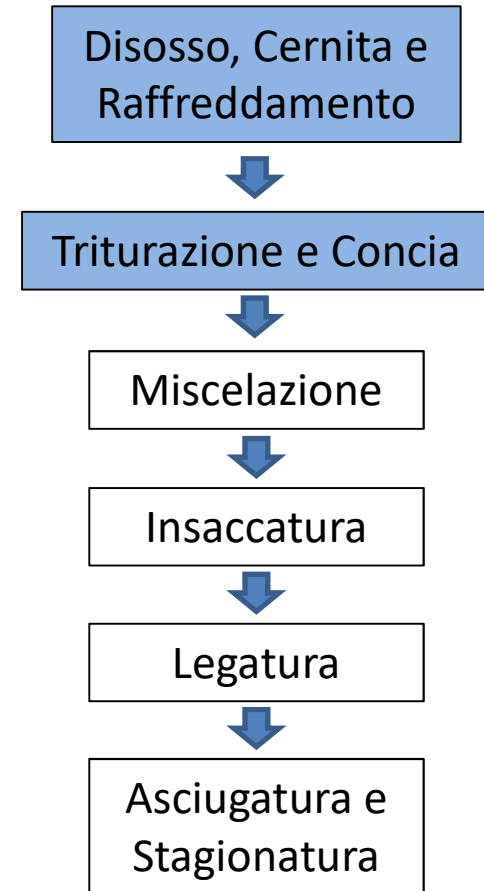 Disosso, Cernita e
Raffreddamento
Triturazione e Concia
Miscelazione
Insaccatura
Legatura
Asciugatura e
Stagionatura